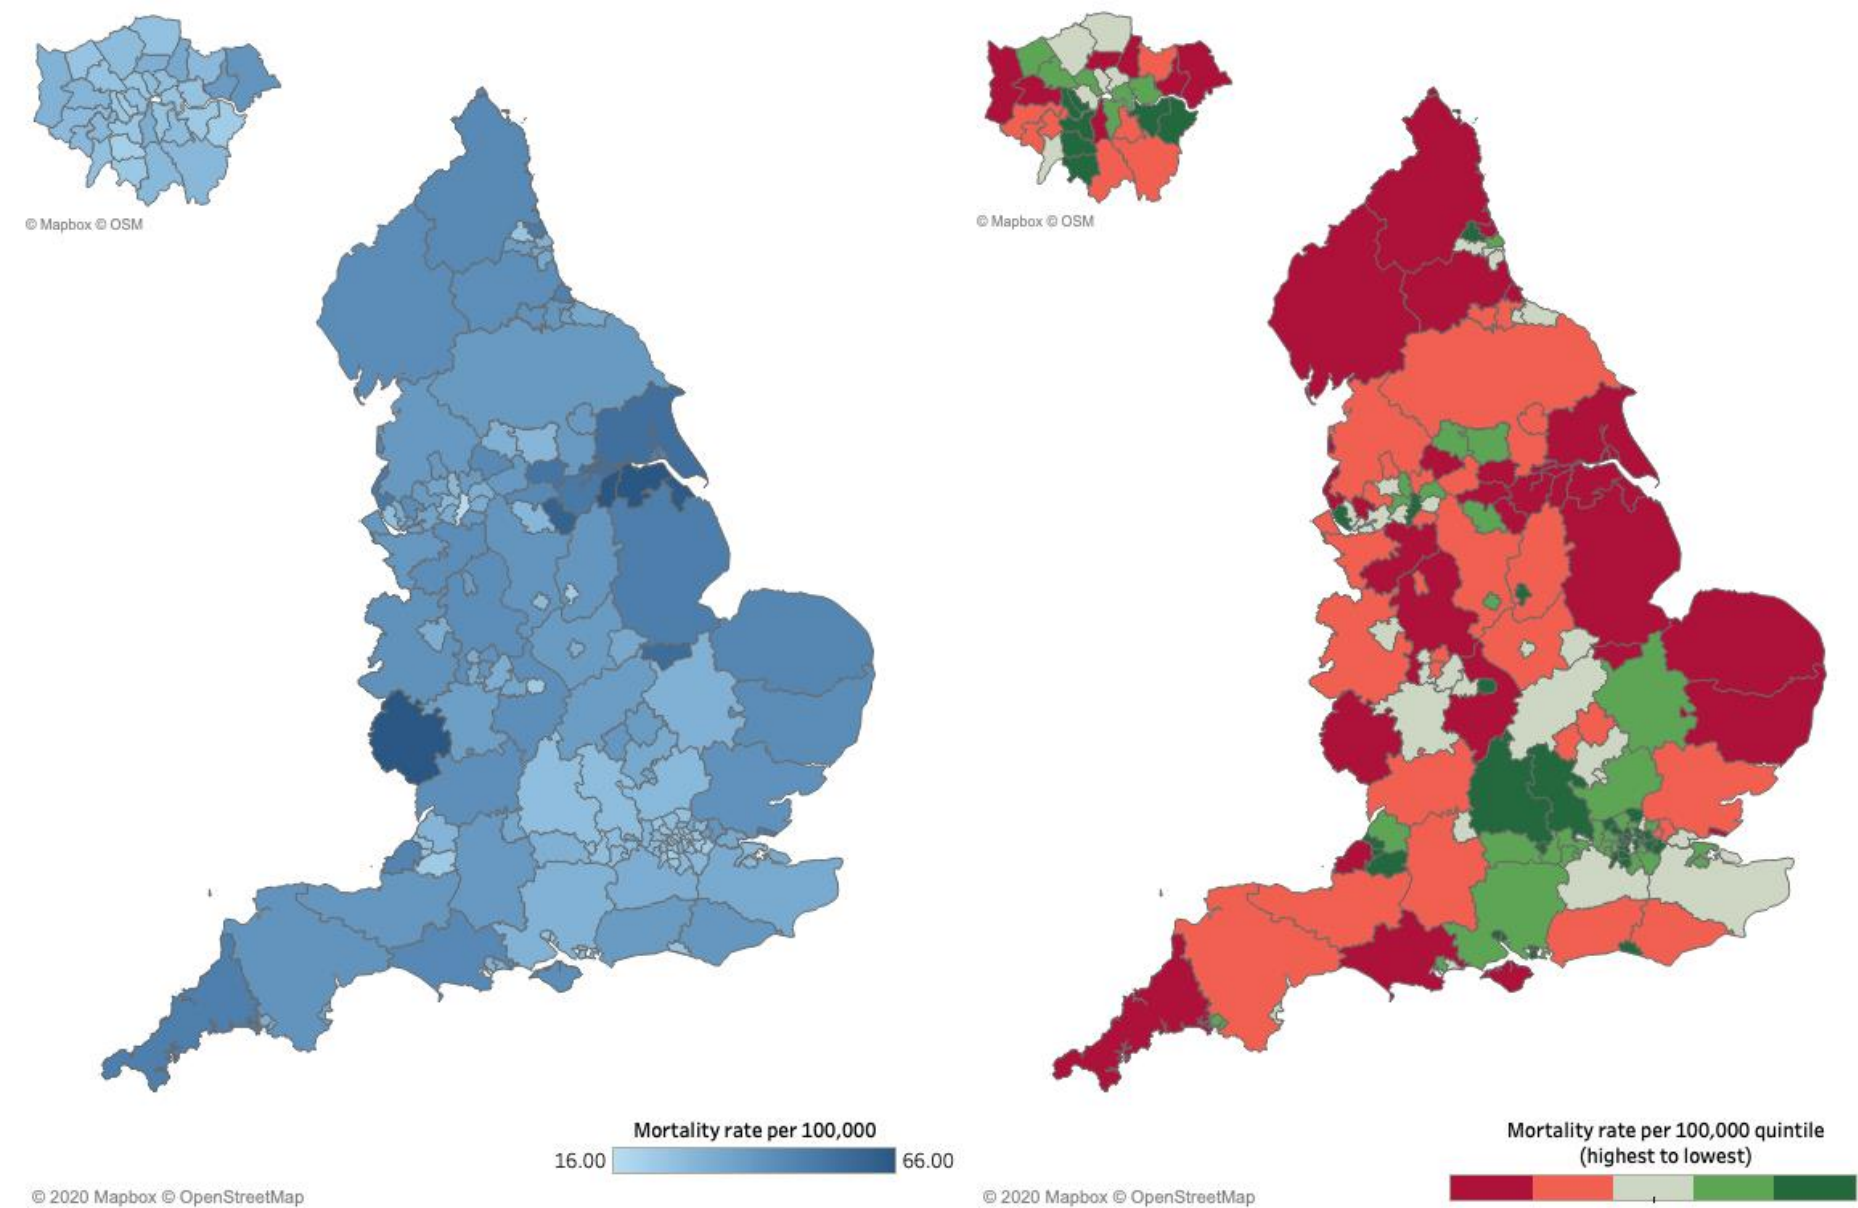 © Mapbox © OSM
© Mapbox © OSM
Mortality rate per 100,000
16.00
66.00
Mortality rate per 100,000 quintile
(highest to lowest)
© 2020 Mapbox © OpenStreetMap
© 2020 Mapbox © OpenStreetMap